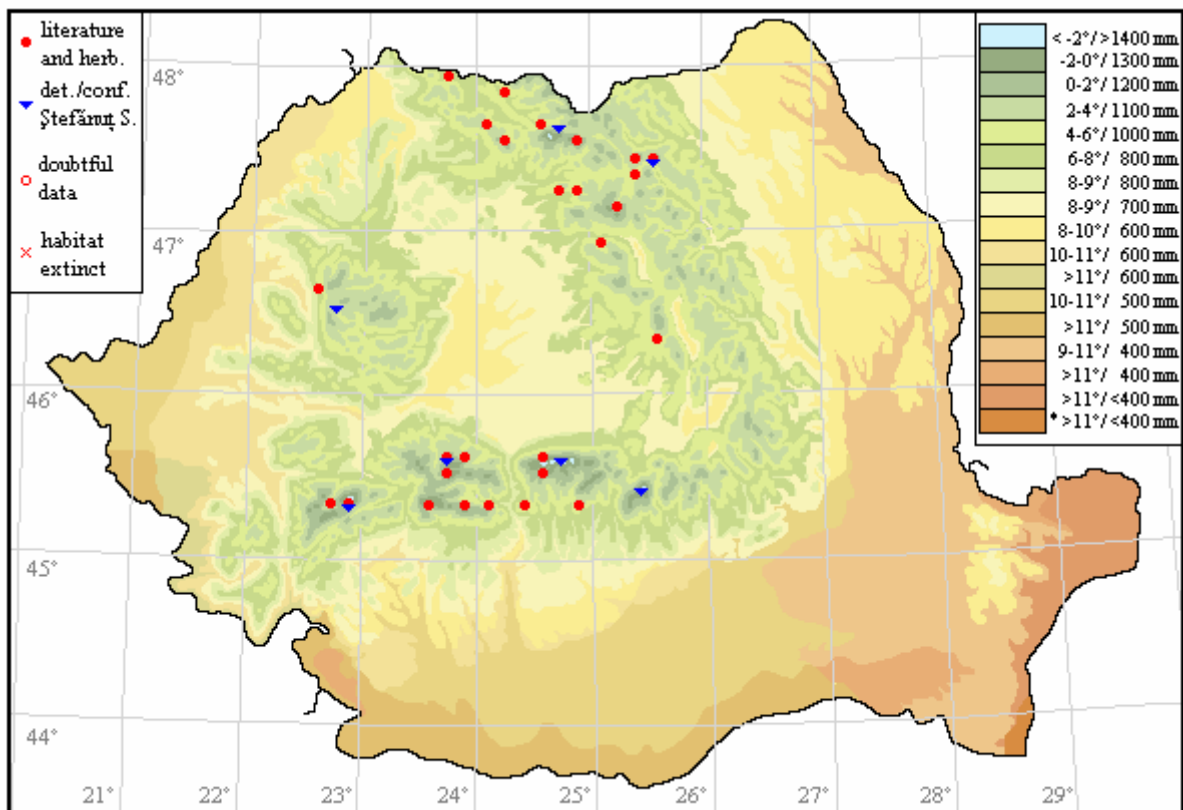 literature
and herb.
det./conf.
Ştefănuţ S.
doubtful
data
habitat
extinct
< -2°/>1400 mm
-2-0°/1300 mm
0-2°/1200 mm
2-4°/1100 mm
4-6°/1000 mm
6-8°/ 800 mm
8-9°/ 800 mm
8-9°/ 700 mm
8-10°/ 600 mm
10-11°/ 600 mm
>11°/ 600 mm
10-11°/ 500 mm
>11°/ 500 mm
9-11°/ 400 mm
>11°/ 400 mm
>11°/<400 mm
* >11°/<400 mm
48°
47°
46°
45°
44°
21° 22° 23° 24° 25° 26° 27° 28° 29°